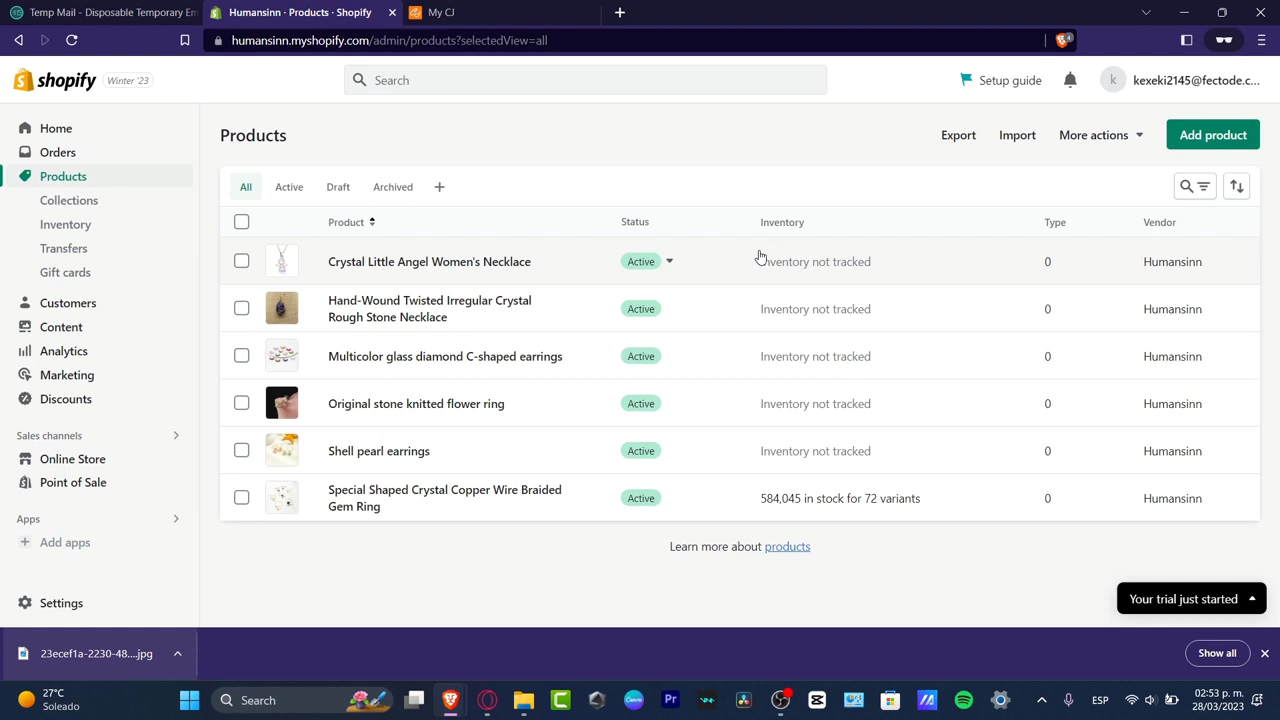 Temp Mail - Disposable Temporary Em
Humansinn · Products · Shopify
My CJ
humansinn.myshopify.com/admin/products?selectedView=all
4
shopify
Winter '23
Search
Setup guide
k
kexeki2145@fectode.c...
Home
Orders
Products
Collections
Inventory
Transfers
Gift cards
Customers
Content
Analytics
Marketing
Discounts
Sales channels
Online Store
Point of Sale
Apps
Add apps
Settings
Products
Export
Import
More actions
Add product
All
Active
Draft
Archived
Product
Status
Inventory
Type
Vendor
Crystal Little Angel Women's Necklace
Active
Inventory not tracked
0
Humansinn
Hand-Wound Twisted Irregular Crystal
Rough Stone Necklace
Active
Inventory not tracked
0
Humansinn
Multicolor glass diamond C-shaped earrings
Active
Inventory not tracked
0
Humansinn
Original stone knitted flower ring
Active
Inventory not tracked
0
Humansinn
Shell pearl earrings
Active
Inventory not tracked
0
Humansinn
Special Shaped Crystal Copper Wire Braided
Gem Ring
Active
584,045 in stock for 72 variants
0
Humansinn
Learn more about products
Your trial just started
23ecef1a-2230-48....jpg
Show all
27°C
Soleado
Search
Pr
ESP
02:53 p. m.
28/03/2023